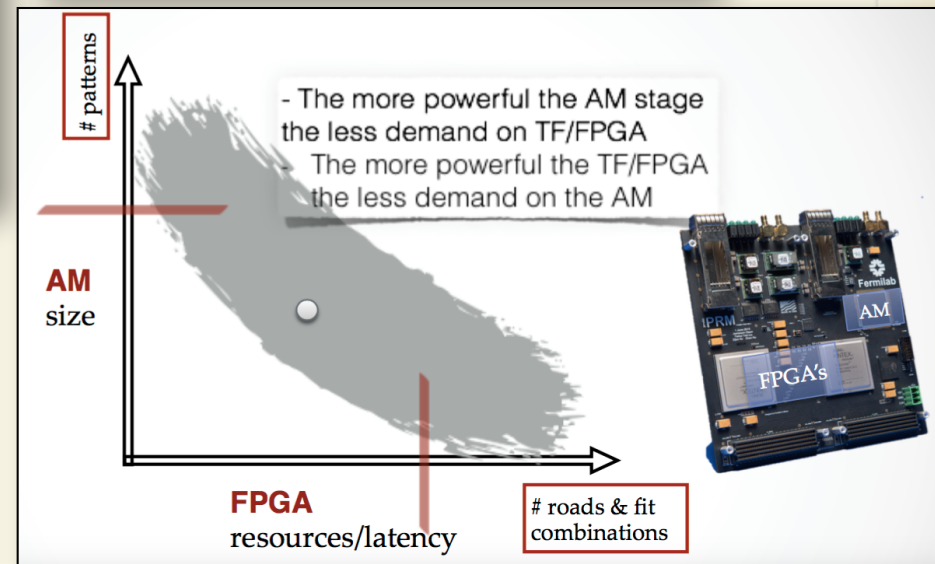 # patterns
- The more powerful the AM stage
the less demand on TF/FPGA
- The more powerful the TF/FPGA
the less demand on the AM
AM
size
Fermilab
PRM
AM
FPGA's
FPGA
resources/latency
# roads & fit
combinations